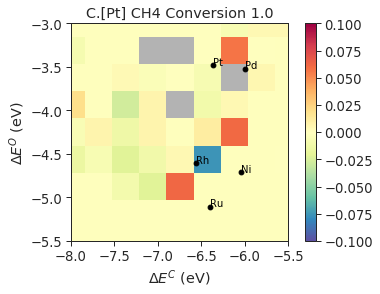 C.[Pt] CH4 Conversion 1.0
−3.0
−3.5
−4.0
−4.5
−5.0
−5.5
ΔE^O (eV)
Pt
Pd
Rh
Ni
Ru
−8.0 −7.5 −7.0 −6.5 −6.0 −5.5
ΔE^C (eV)
0.100
0.075
0.050
0.025
0.000
−0.025
−0.050
−0.075
−0.100